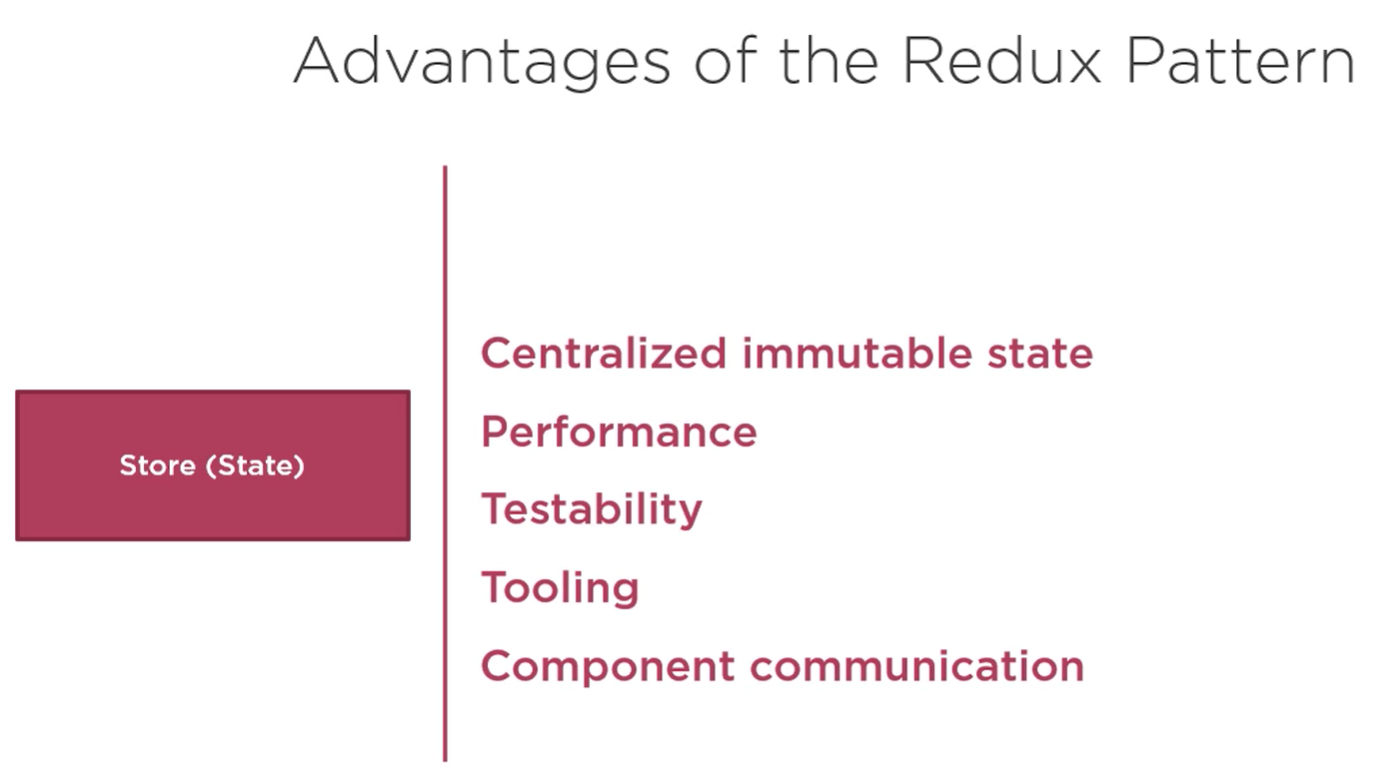 Advantages of the Redux Pattern
Store (State)
Centralized immutable state
Performance
Testability
Tooling
Component communication